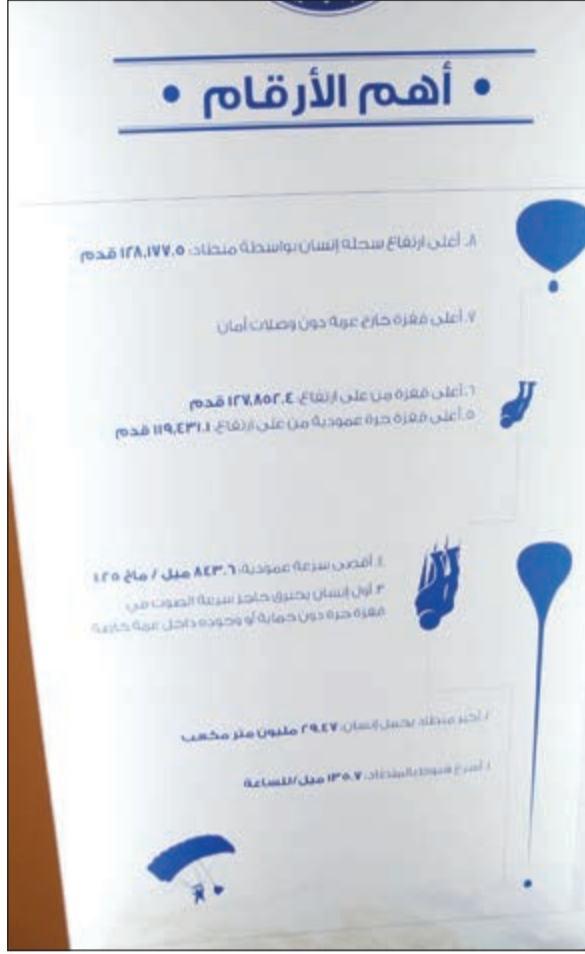 • أهم الأرقام •
٨. أعلى ارتفاع سجله إنسان بواسطة منطاد: ١٢٨,١٧٧.٥ قدم
٧. أعلى قفزة خارج عربة دون وصلات أمان
٦. أعلى قفزة من على ارتفاع: ١٢٧,٨٥٢.٤ قدم
٥. أعلى قفزة حرة عمودية من على ارتفاع: ١١٩,٤٣١.١ قدم
٤. أقصى سرعة عمودية: ٨٤٣.٦ ميل / ماخ ١.٢٥
٣. أول إنسان يخترق حاجز سرعة الصوت في
قفزة حرة دون حماية أو وجوده داخل
أكبر منطاد يحمل إنسان: ٢٩.٤٧ مليون متر مكعب
١. أسرع هبوط بالمنطاد: ١٣٥.٧ ميل/للساعة